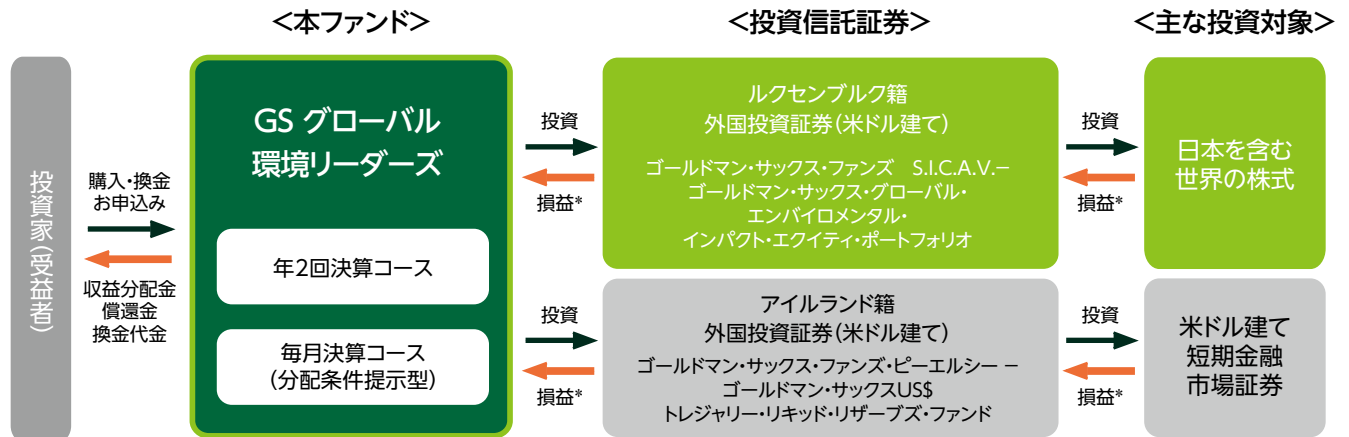 <本ファンド>
<投資信託証券>
<主な投資対象>
投資家(受益者)
購入・換金
お申込み
収益分配金
償還金
換金代金
GS グローバル
環境リーダーズ
年2回決算コース
毎月決算コース
(分配条件提示型)
投資
損益*
投資
損益*
ルクセンブルク籍
外国投資証券(米ドル建て)
ゴールドマン・サックス・ファンズ S.I.C.A.V.–
ゴールドマン・サックス・グローバル・
エンバイロメンタル・
インパクト・エクイティ・ポートフォリオ
アイルランド籍
外国投資証券(米ドル建て)
ゴールドマン・サックス・ファンズ・ピーエルシー –
ゴールドマン・サックスUS$
トレジャリー・リキッド・リザーブズ・ファンド
投資
損益*
投資
損益*
日本を含む
世界の株式
米ドル建て
短期金融
市場証券